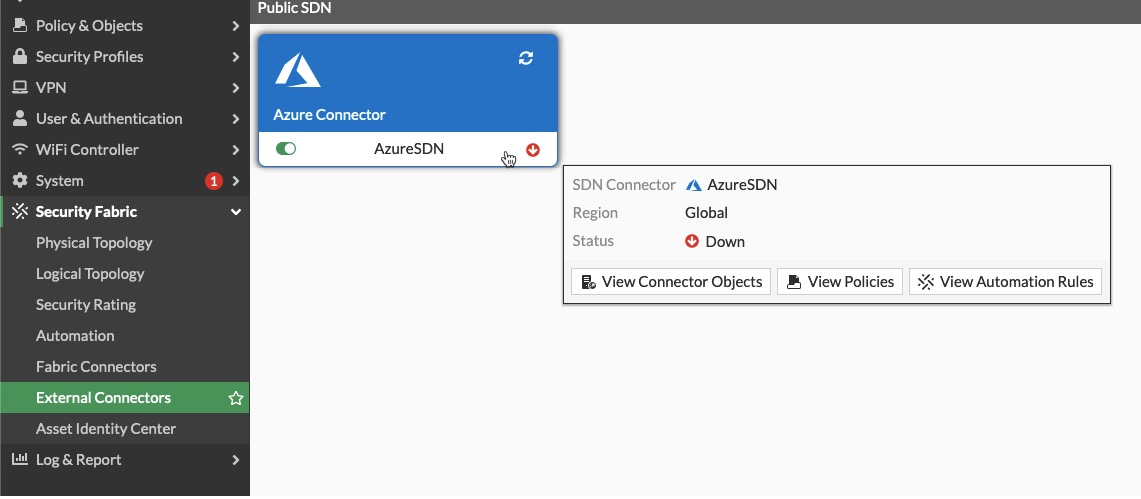 Public SDN
Policy & Objects
Security Profiles
VPN
User & Authentication
WiFi Controller
System 1
Security Fabric
Physical Topology
Logical Topology
Security Rating
Automation
Fabric Connectors
External Connectors
Asset Identity Center
Log & Report
Azure Connector
AzureSDN
SDN Connector AzureSDN
Region Global
Status Down
View Connector Objects View Policies View Automation Rules